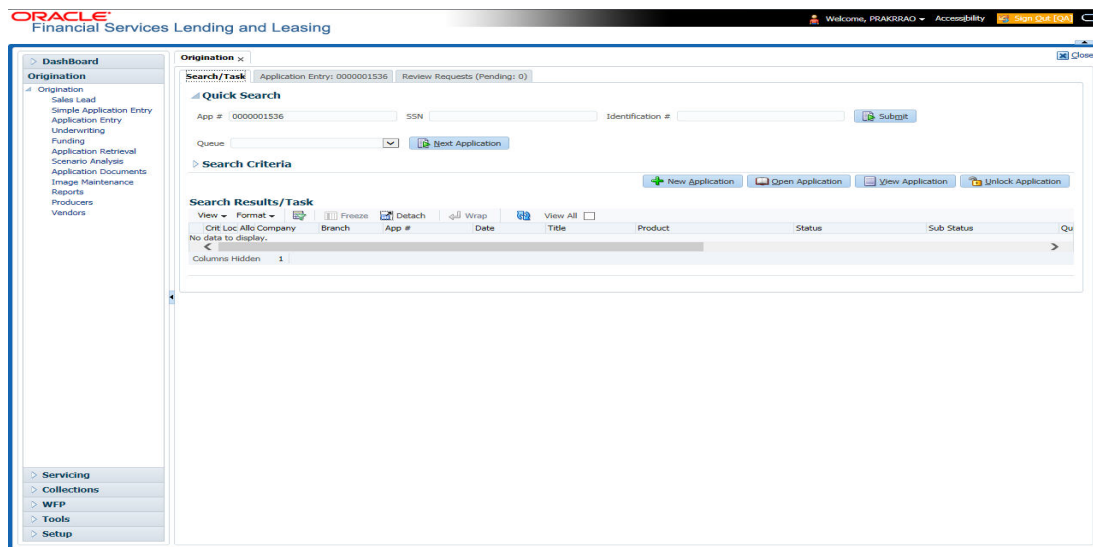 ORACLE®
Financial Services Lending and Leasing
Welcome, PRAKRRAO Accessibility Sign Out [QA]
Close
DashBoard
Origination
Origination
Sales Lead
Simple Application Entry
Application Entry
Underwriting
Funding
Application Retrieval
Scenario Analysis
Application Documents
Image Maintenance
Reports
Producers
Vendors
Servicing
Collections
WFP
Tools
Setup
Origination
Search/Task Application Entry: 0000001536 Review Requests (Pending: 0)
Quick Search
App # 0000001536 SSN Identification # Submit
Queue Next Application
Search Criteria
New Application Open Application View Application Unlock Application
Search Results/Task
View Format Freeze Detach Wrap View All
Crit Loc Allo Company Branch App # Date Title Product Status Sub Status Qu
No data to display.
Columns Hidden 1